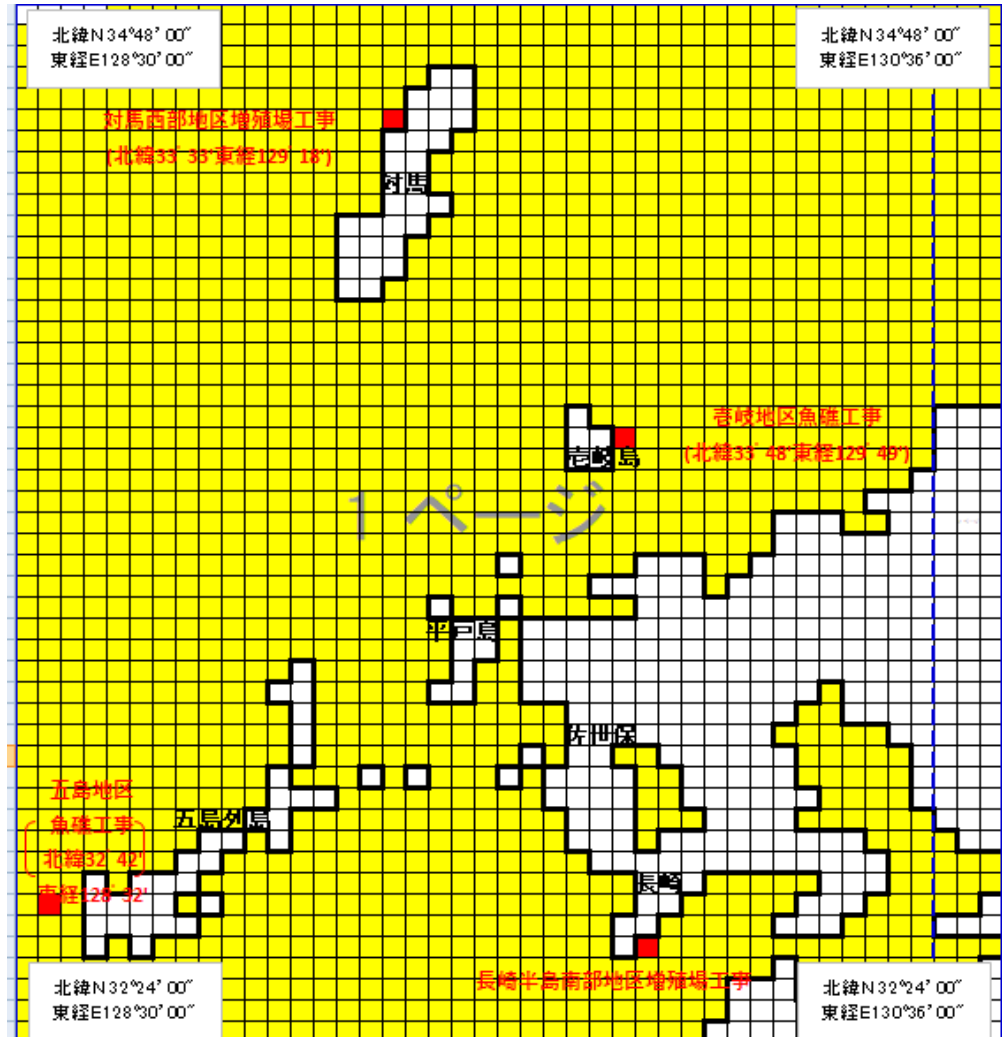 北緯N34°48'00"
東経E128°30'00"
北緯N34°48'00"
東経E130°36'00"
対馬西部地区増殖場工事
(北緯33゜33'東経129゜18')
対馬
壱岐地区魚礁工事
(北緯33゜48'東経129゜49')
壱岐島
1 ページ
平戸島
佐世保
五島地区
魚礁工事
北緯32゜42'
東経128゜32'
五島列島
長崎
長崎半島南部地区増殖場工事
北緯N32°24'00"
東経E128°30'00"
北緯N32°24'00"
東経E130°36'00"